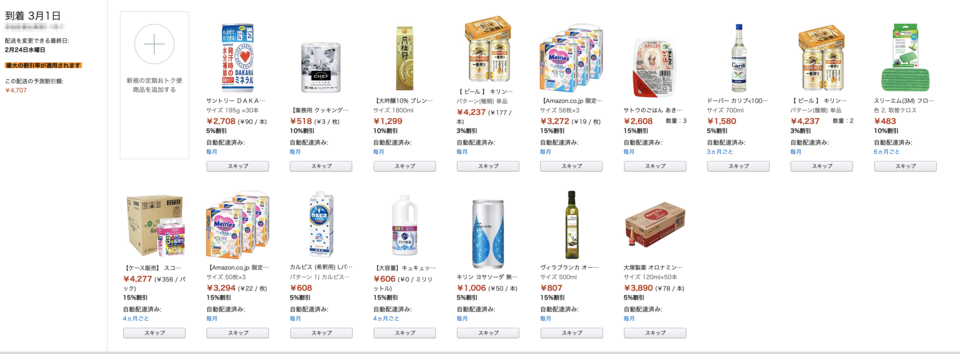 到着 3月1日
配送を変更できる最終日:
2月24日水曜日
最大の割引率が適用されます
この配送の予測割引額:
￥4,707
新規の定期おトク便
商品を追加する
サントリー DAKA...
サイズ 195g ×30本
￥2,708 (￥90 / 本)
5%割引
自動配達済み:
毎月
スキップ
【業務用 クッキング...
￥518 (￥3 / 枚)
10%割引
自動配達済み:
毎月
スキップ
【大吟醸10% ブレン...
サイズ 1800ml
￥1,299
10%割引
自動配達済み:
毎月
スキップ
【 ビール 】 キリン...
パターン(種類) 単品
￥4,237 (￥177 /
本)
3%割引
自動配達済み:
毎月
スキップ
【Amazon.co.jp 限定...
サイズ 56枚×3
￥3,272 (￥19 / 枚)
15%割引
自動配達済み:
毎月
スキップ
サトウのごはん あき...
￥2,608 数量：3
15%割引
自動配達済み:
毎月
スキップ
ドーバー カリブ<100...
サイズ 700ml
￥1,580
5%割引
自動配達済み:
3ヵ月ごと
スキップ
【 ビール 】 キリン...
パターン(種類) 単品
￥4,237 数量：2
3%割引
自動配達済み:
毎月
スキップ
スリーエム(3M) フロ...
色 2. 取替クロス
￥483
10%割引
自動配達済み:
6ヵ月ごと
スキップ
【ケース販売】 スコ...
￥4,277 (￥356 / パ
ック)
15%割引
自動配達済み:
4ヵ月ごと
スキップ
【Amazon.co.jp 限定...
サイズ 50枚×3
￥3,294 (￥22 / 枚)
15%割引
自動配達済み:
毎月
スキップ
カルピス (希釈用) Lパ...
パターン 1) カルピス...
￥608
5%割引
自動配達済み:
毎月
スキップ
【大容量】キュキュッ...
￥606 (￥0 / ミリリ
ットル)
15%割引
自動配達済み:
4ヵ月ごと
スキップ
キリン ヨサソーダ 無...
￥1,006 (￥50 / 本)
5%割引
自動配達済み:
毎月
スキップ
ヴィラブランカ オー...
サイズ 500ml
￥807
15%割引
自動配達済み:
毎月
スキップ
大塚製薬 オロナミン...
サイズ 120ml×50本
￥3,890 (￥78 / 本)
5%割引
自動配達済み:
毎月
スキップ